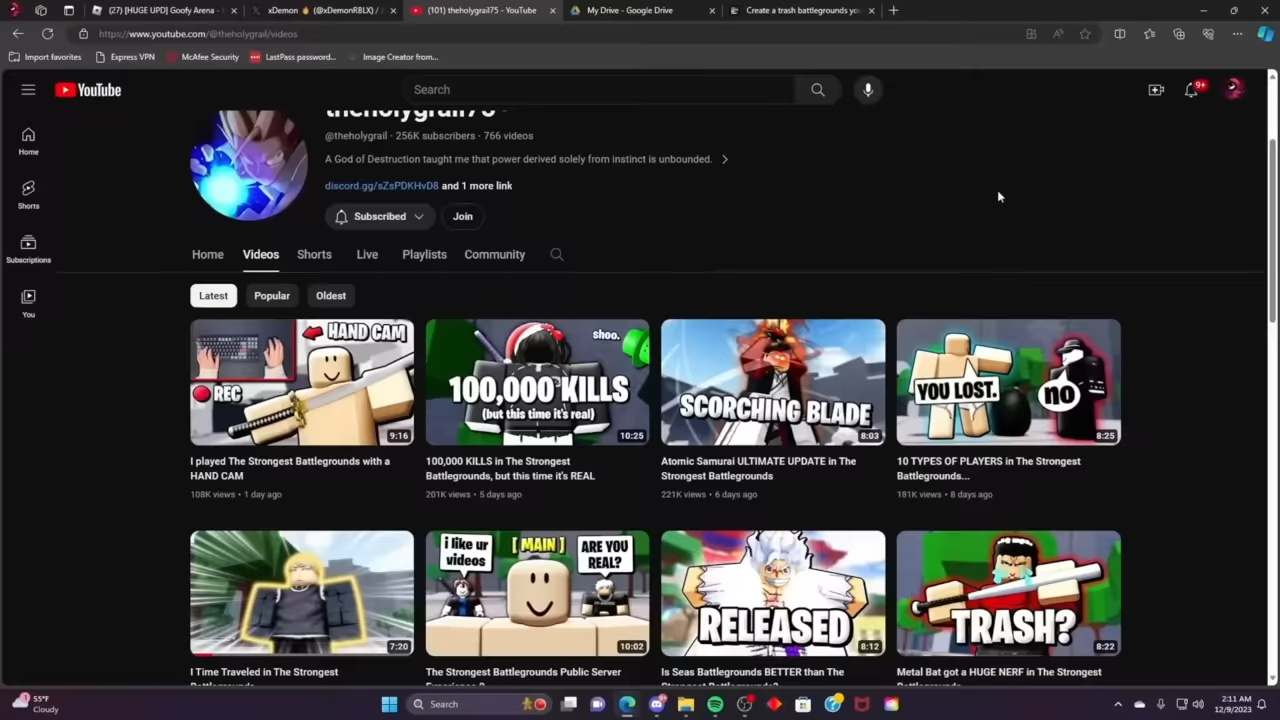 (27) [HUGE UPD] Goofy Arena -
xDemon 🔥 (@xDemonRBLX) /
(101) theholygrail75 - YouTube
My Drive - Google Drive
Create a trash battlegrounds you
https://www.youtube.com/@theholygrail/videos
Import favorites
Express VPN
McAfee Security
LastPass password...
Image Creator from...
YouTube
Search
9+
theholygrail75
@theholygrail · 256K subscribers · 766 videos
A God of Destruction taught me that power derived solely from instinct is unbounded.
discord.gg/sZsPDKHvD8 and 1 more link
Subscribed
Join
Home
Shorts
Subscriptions
You
Home Videos Shorts Live Playlists Community
Latest Popular Oldest
HAND CAM
REC
9:16
I played The Strongest Battlegrounds with a
HAND CAM
108K views · 1 day ago
shoo.
100,000 KILLS
(but this time it's real)
10:25
100,000 KILLS in The Strongest
Battlegrounds, but this time it's REAL
201K views · 5 days ago
SCORCHING BLADE
8:03
Atomic Samurai ULTIMATE UPDATE in The
Strongest Battlegrounds
221K views · 6 days ago
YOU LOST.
no
8:25
10 TYPES OF PLAYERS in The Strongest
Battlegrounds...
181K views · 8 days ago
7:20
I Time Traveled in The Strongest
Battlegrounds
i like ur
videos
[MAIN]
ARE YOU
REAL?
10:02
The Strongest Battlegrounds Public Server
Experience 2
RELEASED
8:12
Is Seas Battlegrounds BETTER than The
Strongest Battlegrounds?
TRASH?
8:22
Metal Bat got a HUGE NERF in The Strongest
Battlegrounds
55°F
Cloudy
Search
2:11 AM
12/9/2023